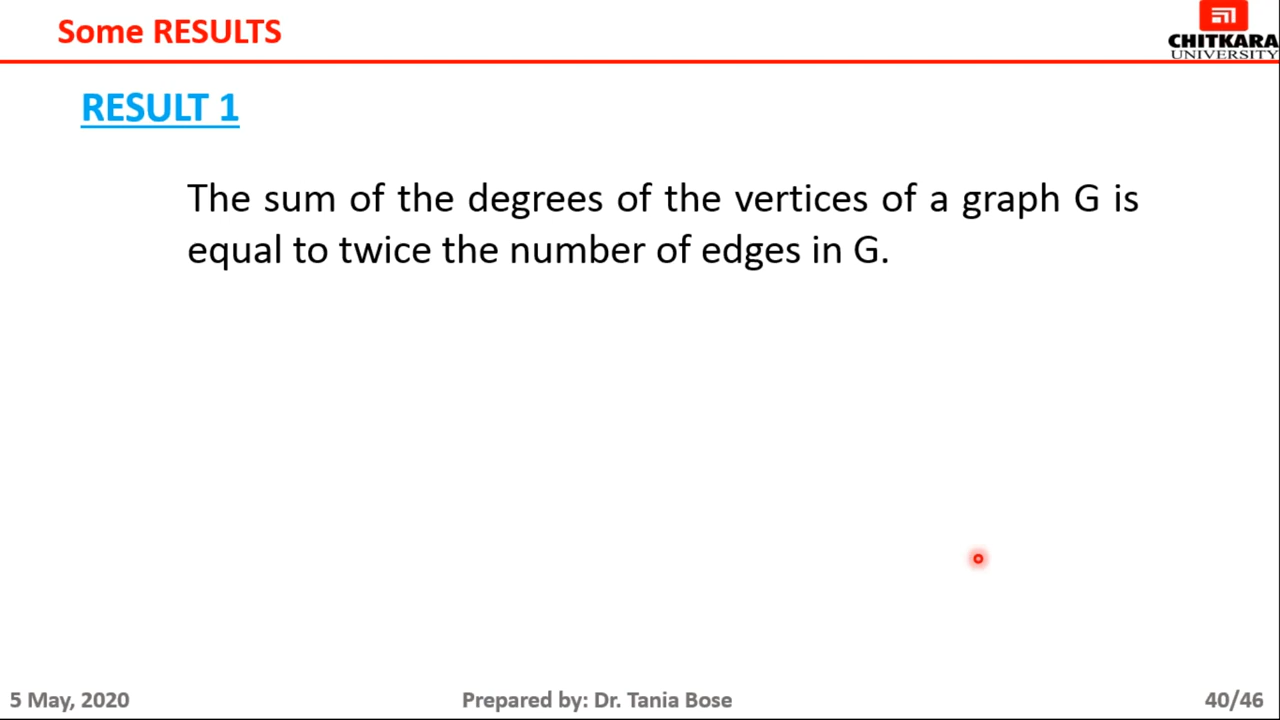 Some RESULTS
CHITKARA
UNIVERSITY
RESULT 1
The sum of the degrees of the vertices of a graph G is
equal to twice the number of edges in G.
5 May, 2020
Prepared by: Dr. Tania Bose
40/46